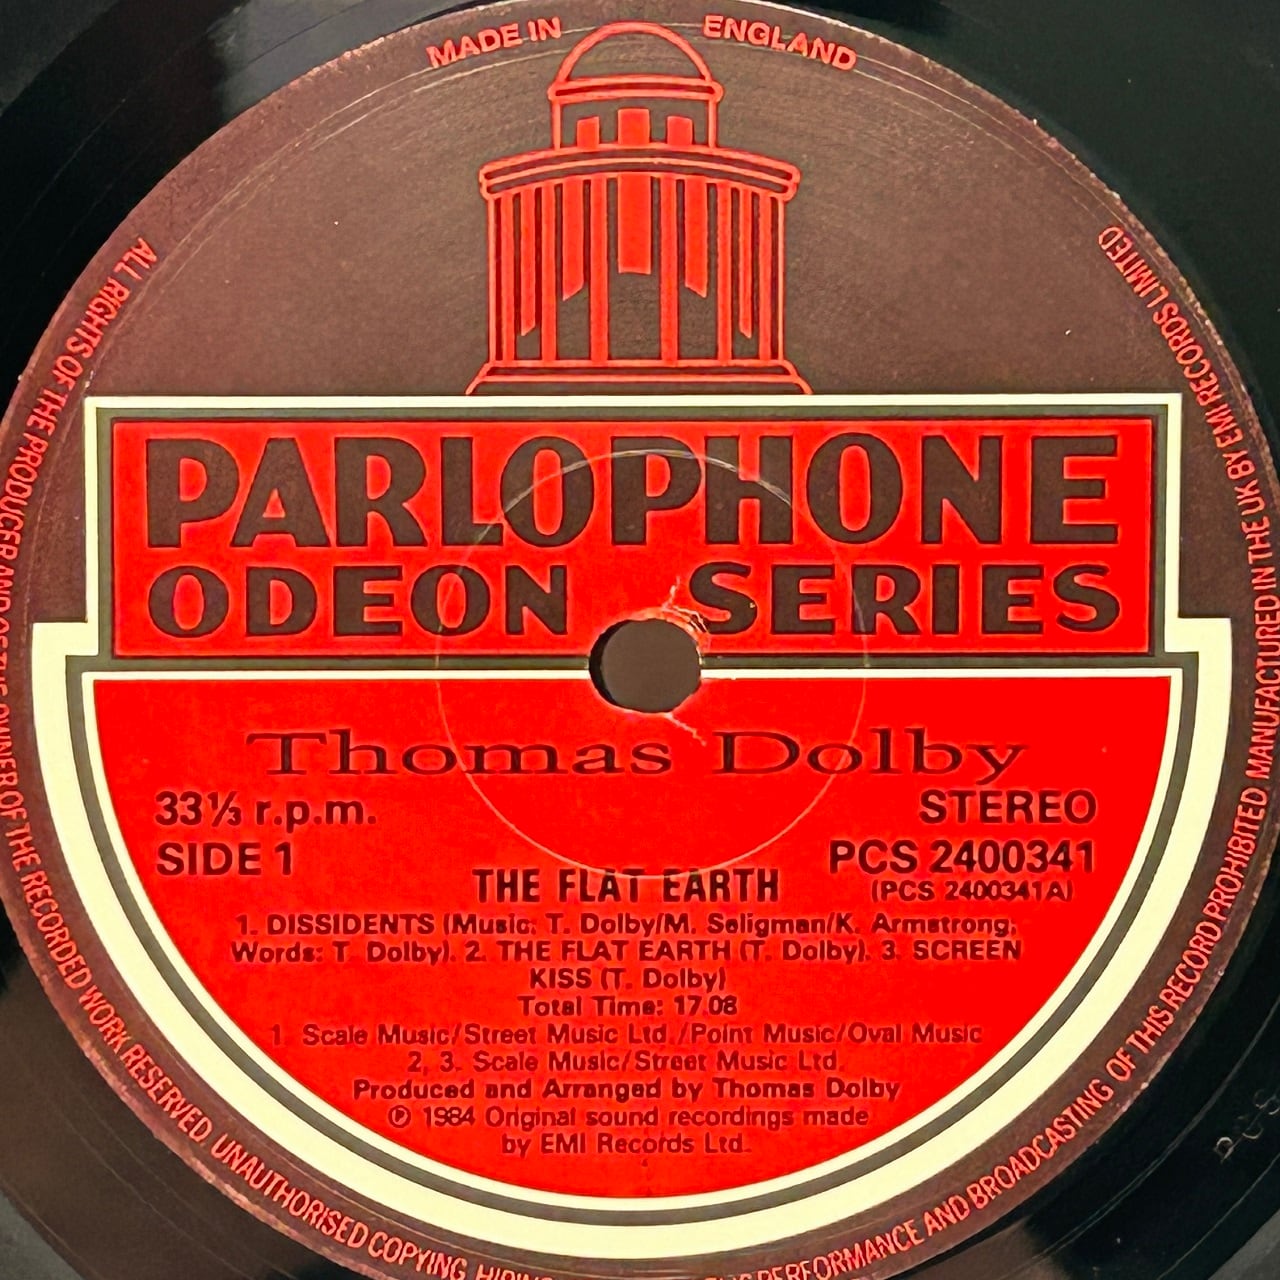 MADE IN ENGLAND
PARLOPHONE
ODEON SERIES
Thomas Dolby
33⅓ r.p.m.
STEREO
SIDE 1
PCS 2400341
(PCS 2400341A)
THE FLAT EARTH
1. DISSIDENTS (Music: T. Dolby/M. Seligman/K. Armstrong,
Words: T. Dolby). 2. THE FLAT EARTH (T. Dolby). 3. SCREEN
KISS (T. Dolby)
Total Time: 17.08
1. Scale Music/Street Music Ltd./Point Music/Oval Music
2, 3. Scale Music/Street Music Ltd.
Produced and Arranged by Thomas Dolby
℗ 1984 Original sound recordings made
by EMI Records Ltd.
ALL RIGHTS OF THE PRODUCER AND OF THE OWNER OF THE RECORDED WORK RESERVED. UNAUTHORISED COPYING PERFORMANCE AND BROADCASTING OF THIS RECORD PROHIBITED MANUFACTURED IN THE UK BY EMI RECORDS LIMITED